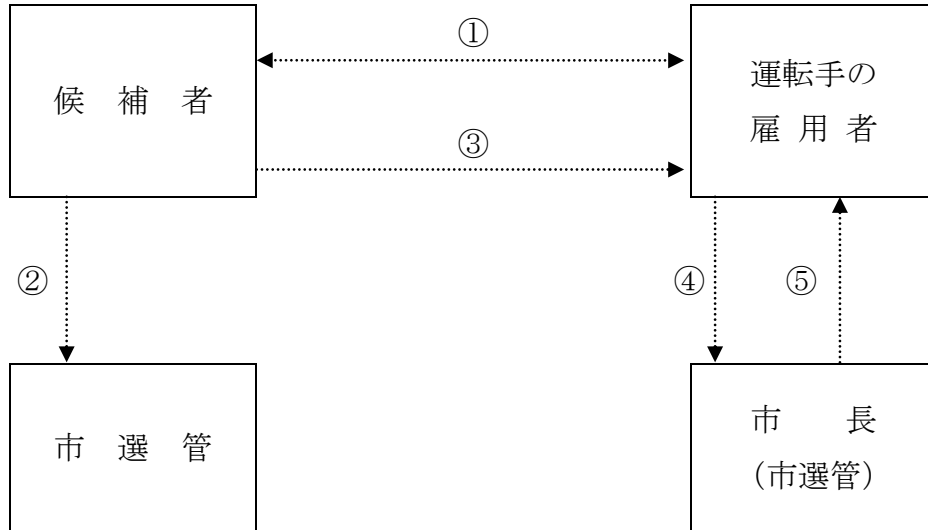 ①
候 補 者
運転手の
雇 用 者
③
②
④
⑤
市 選 管
市 長
（市選管）